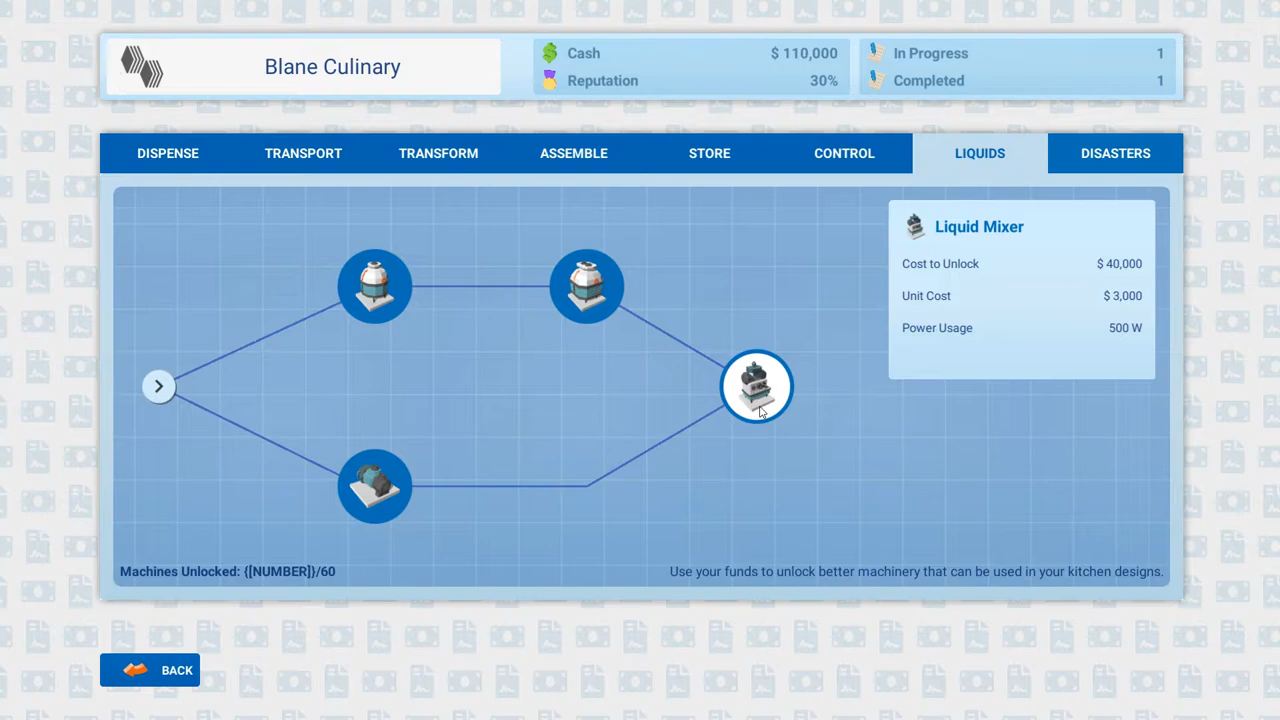 Blane Culinary
Cash $ 110,000
Reputation 30%
In Progress 1
Completed 1
DISPENSE TRANSPORT TRANSFORM ASSEMBLE STORE CONTROL LIQUIDS DISASTERS
Liquid Mixer
Cost to Unlock $ 40,000
Unit Cost $ 3,000
Power Usage 500 W
Machines Unlocked: {[NUMBER]}/60
Use your funds to unlock better machinery that can be used in your kitchen designs.
BACK